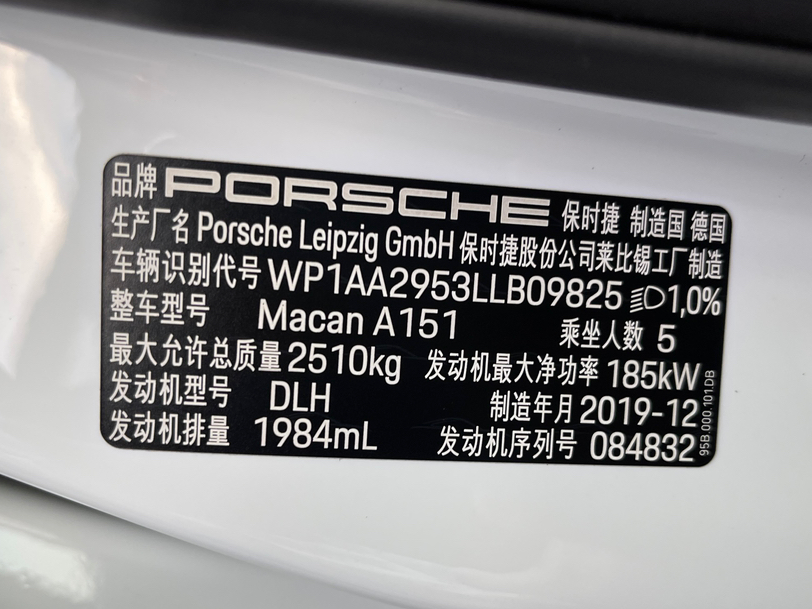 品牌 PORSCHE 保时捷 制造国 德国
生产厂名 Porsche Leipzig GmbH 保时捷股份公司莱比锡工厂制造
车辆识别代号 WP1AA2953LLB09825 1,0%
整车型号 Macan A151 乘坐人数 5
最大允许总质量 2510kg 发动机最大净功率 185kW
发动机型号 DLH 制造年月 2019-12
发动机排量 1984mL 发动机序列号 084832
95B.000.101.DB